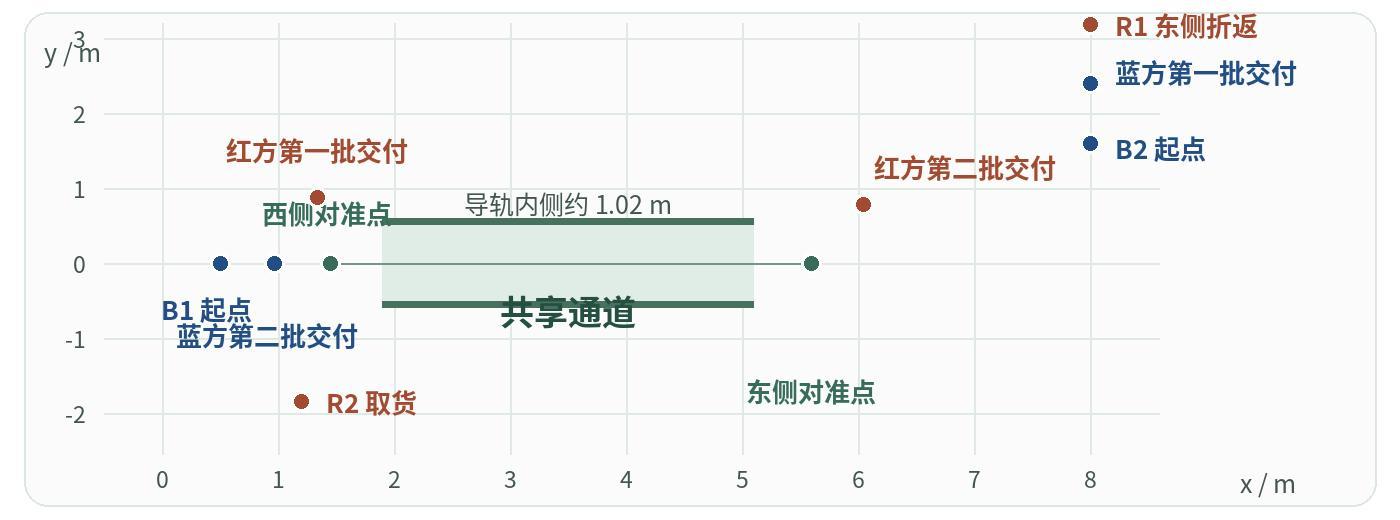 R1 东侧折返
3
y / m
蓝方第一批交付
2
红方第一批交付
B2 起点
红方第二批交付
1
西侧对准点
导轨内侧约 1.02 m
0
B1 起点
共享通道
蓝方第二批交付
-1
东侧对准点
R2 取货
-2
0 1 2 3 4 5 6 7 8
x / m